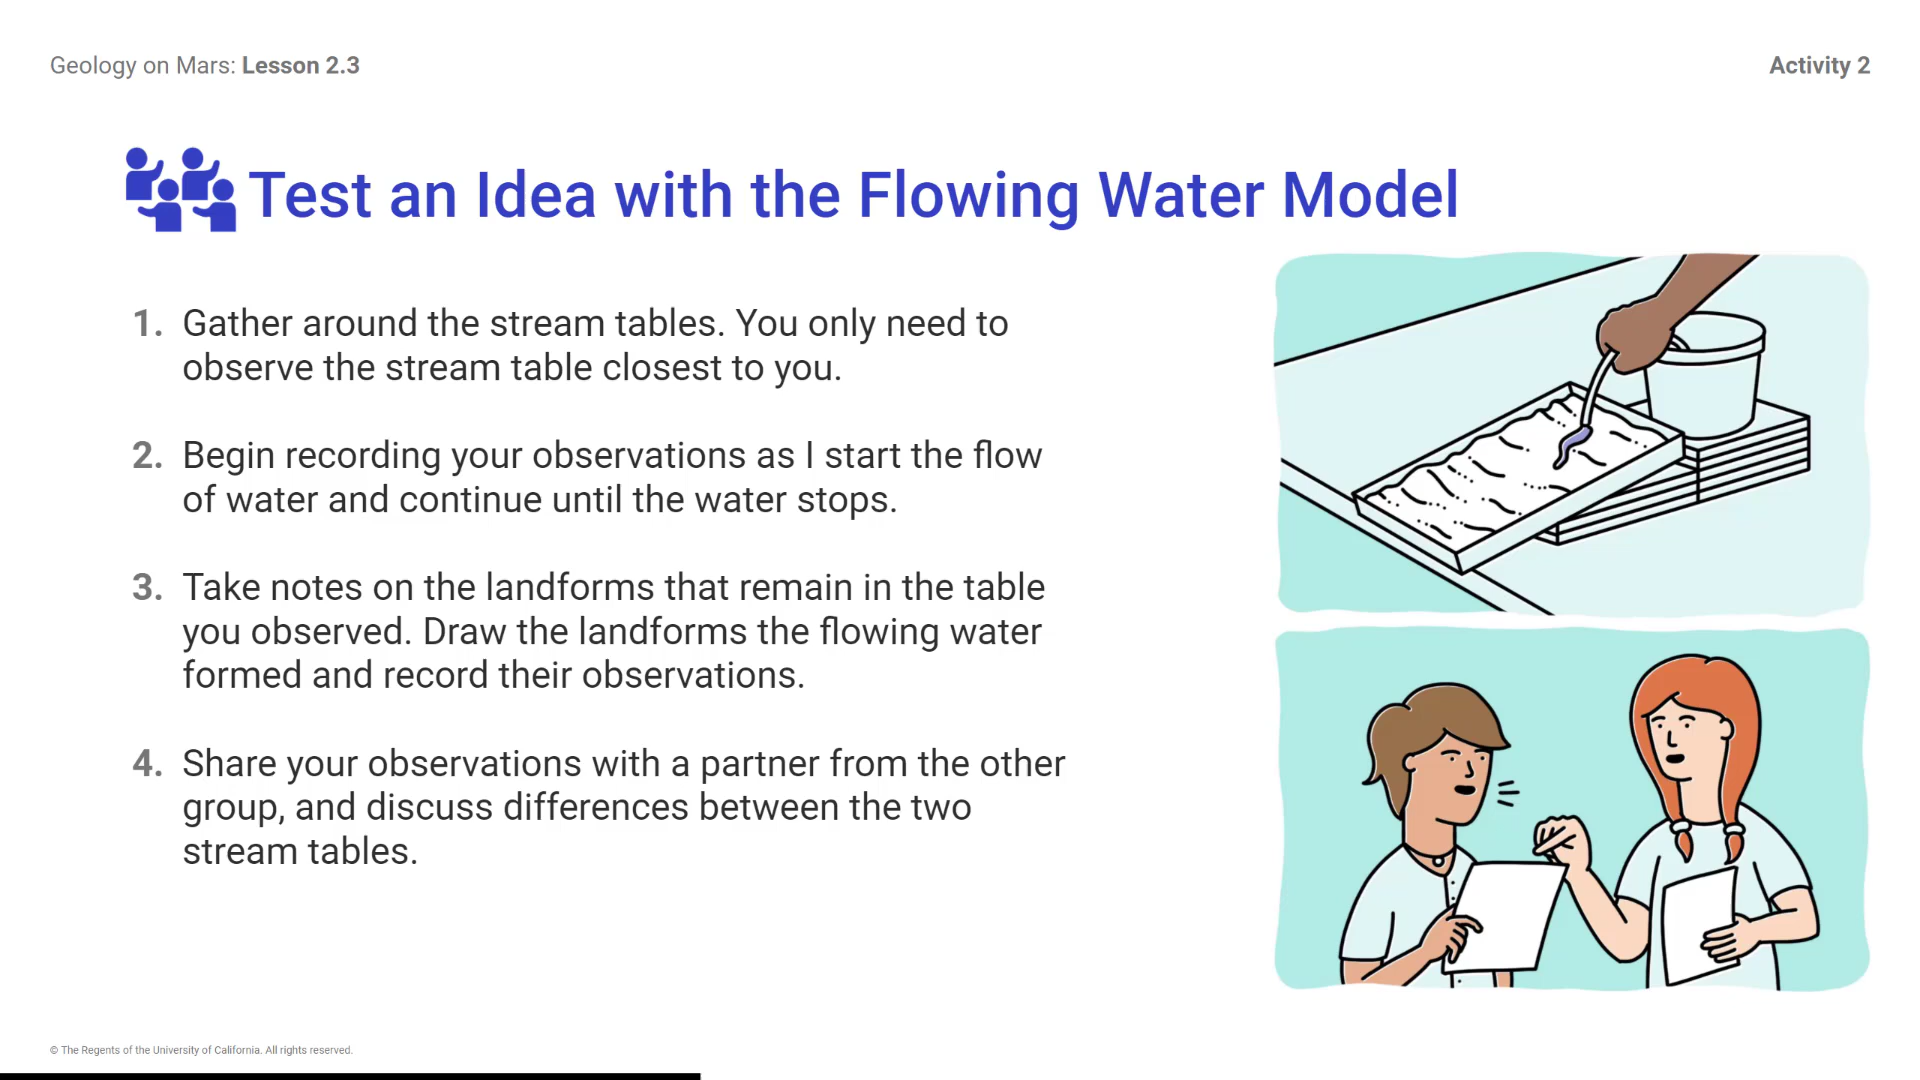 Geology on Mars: Lesson 2.3
Activity 2
Test an Idea with the Flowing Water Model
1. Gather around the stream tables. You only need to
observe the stream table closest to you.
2. Begin recording your observations as I start the flow
of water and continue until the water stops.
3. Take notes on the landforms that remain in the table
you observed. Draw the landforms the flowing water
formed and record their observations.
4. Share your observations with a partner from the other
group, and discuss differences between the two
stream tables.
© The Regents of the University of California. All rights reserved.